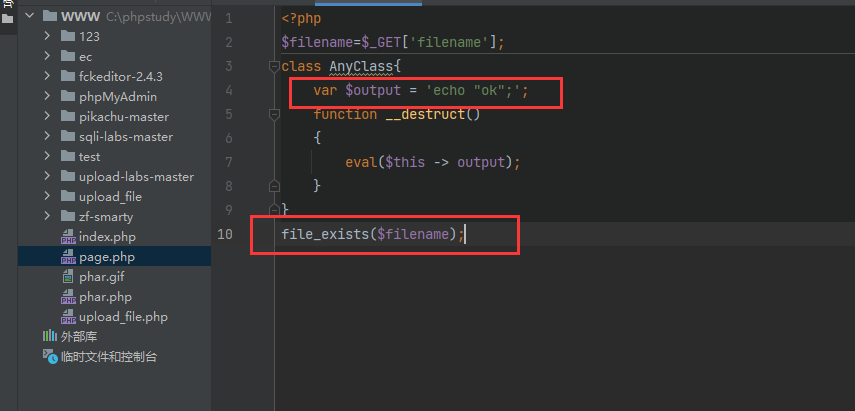 WWW C:\phpstudy\WWW
123
ec
fckeditor-2.4.3
phpMyAdmin
pikachu-master
sqli-labs-master
test
upload-labs-master
upload_file
zf-smarty
index.php
page.php
phar.gif
phar.php
upload_file.php
外部库
临时文件和控制台
1 <?php
2 $filename=$_GET['filename'];
3 class AnyClass{
4 var $output = 'echo "ok";';
5 function __destruct()
6 {
7 eval($this -> output);
8 }
9 }
10 file_exists($filename);